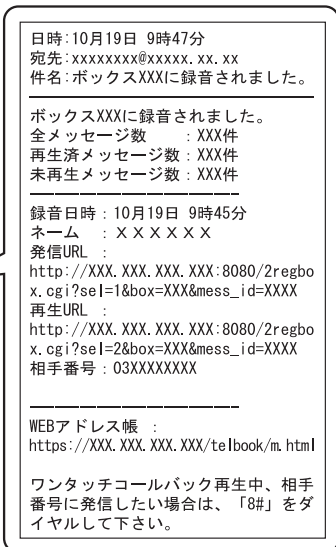 日時:10月19日 9時47分
宛先:xxxxxxxx@xxxxx.xx.xx
件名:ボックスXXXに録音されました。
ボックスXXXに録音されました。
全メッセージ数　　:XXX件
再生済メッセージ数:XXX件
未再生メッセージ数:XXX件
録音日時:10月19日 9時45分
ネーム　:ＸＸＸＸＸＸ
発信URL :
http://XXX.XXX.XXX.XXX:8080/2regbo
x.cgi?sel=1&box=XXX&mess_id=XXXX
再生URL :
http://XXX.XXX.XXX.XXX:8080/2regbo
x.cgi?sel=2&box=XXX&mess_id=XXXX
相手番号:03XXXXXXXX
WEBアドレス帳 :
https://XXX.XXX.XXX.XXX/telbook/m.html
ワンタッチコールバック再生中、相手
番号に発信したい場合は、「8#」をダ
イヤルして下さい。